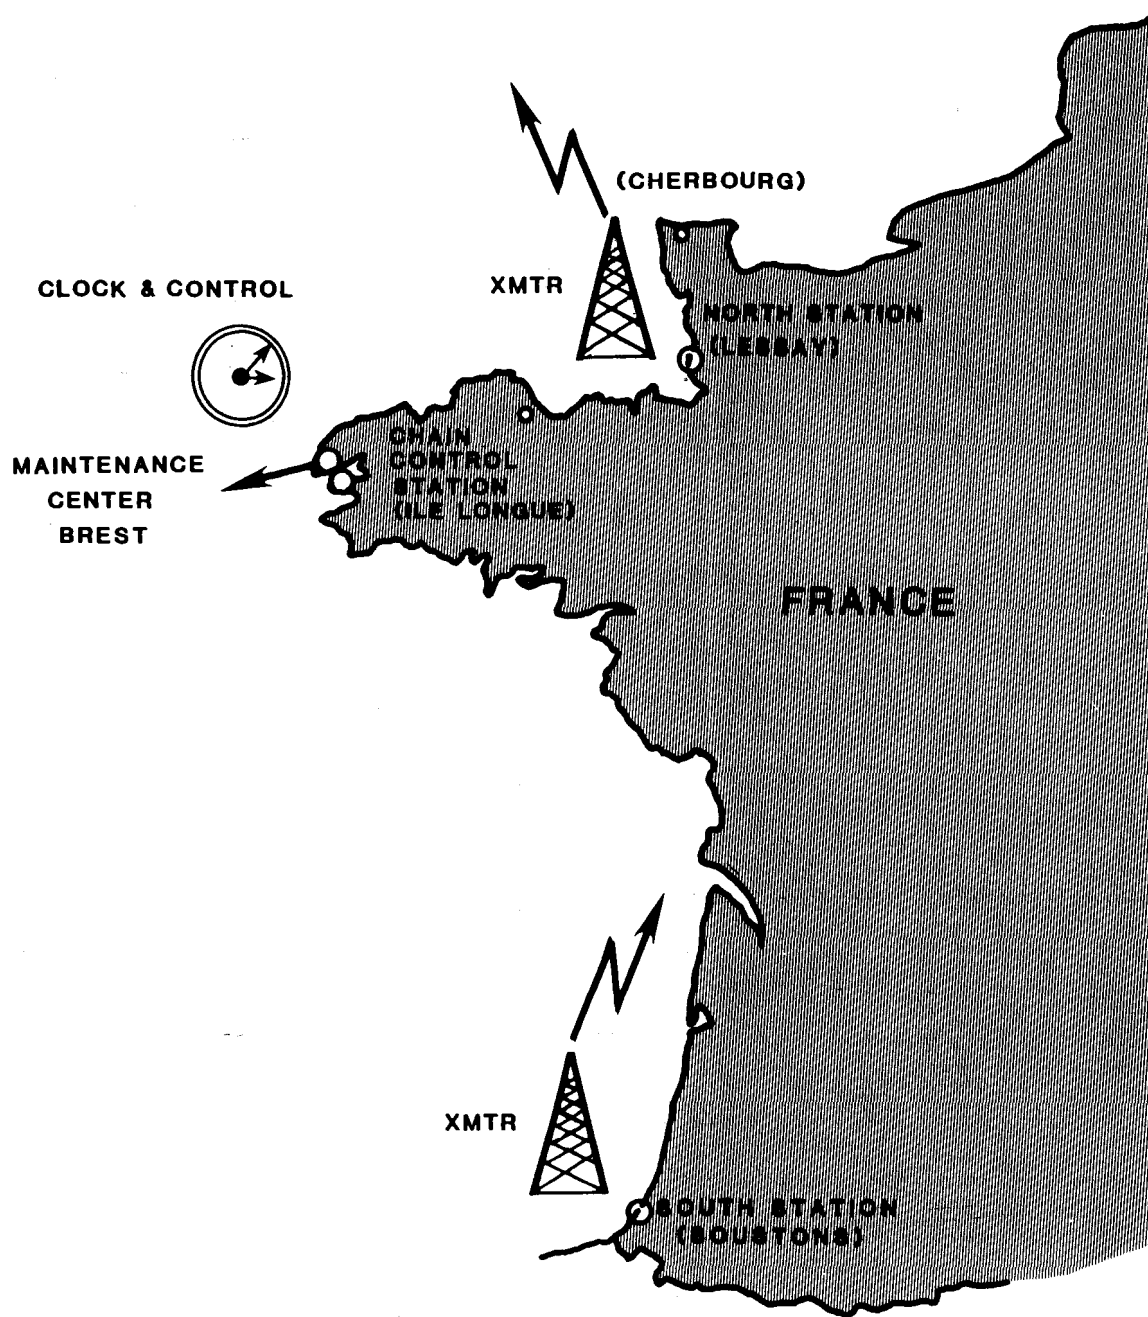 (CHERBOURG)
XMTR
CLOCK & CONTROL
NORTH STATION
(LESSAY)
CHAIN
CONTROL
STATION
(ILE LONGUE)
MAINTENANCE
CENTER
BREST
FRANCE
XMTR
SOUTH STATION
(SOUSTONS)